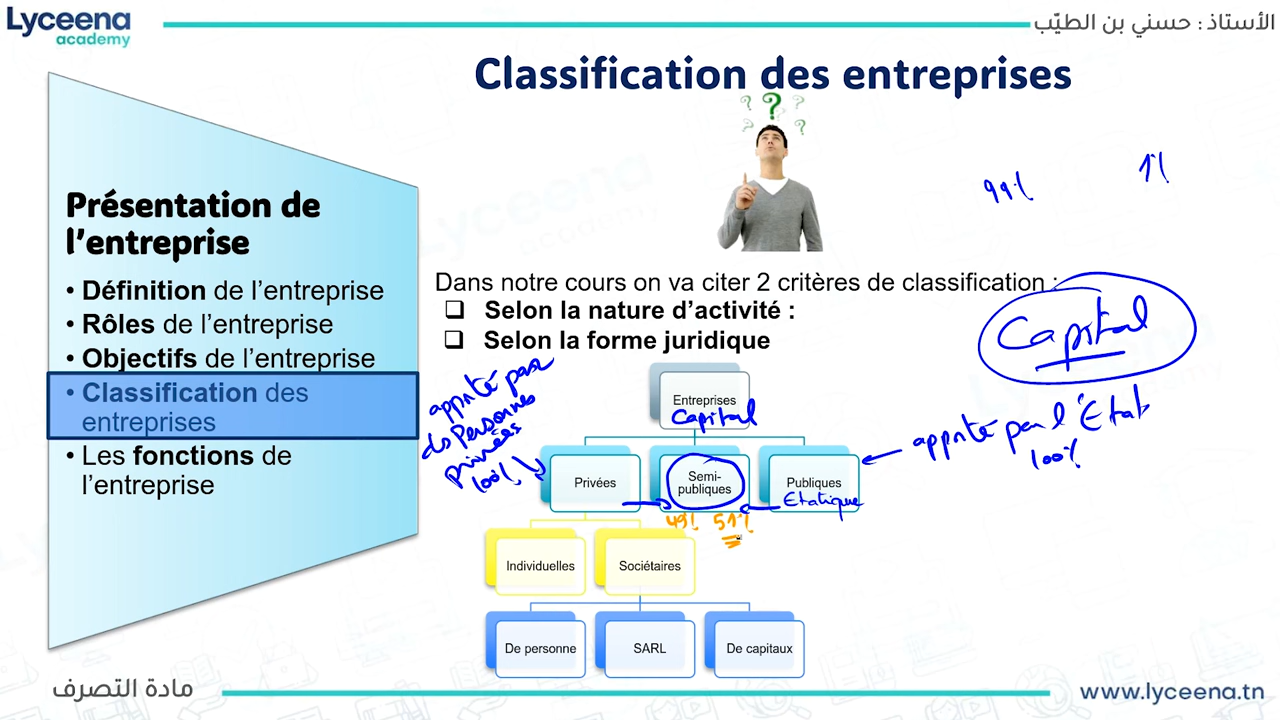 Lyceena
academy
الأستاذ : حسني بن الطيّب
Classification des entreprises
? ? ? ? ?
99%
1%
Présentation de
l'entreprise
• Définition de l'entreprise
• Rôles de l'entreprise
• Objectifs de l'entreprise
• Classification des
entreprises
• Les fonctions de
l'entreprise
Dans notre cours on va citer 2 critères de classification :
❑ Selon la nature d'activité :
❑ Selon la forme juridique
Capital
Entreprises
Capital
par
Personnes
privées
100%
par l'État
100%
Privées
Semi-
publiques
Publiques
Etatique
49% 51%
Individuelles
Sociétaires
De personne
SARL
De capitaux
مادة التصرف
www.lyceena.tn